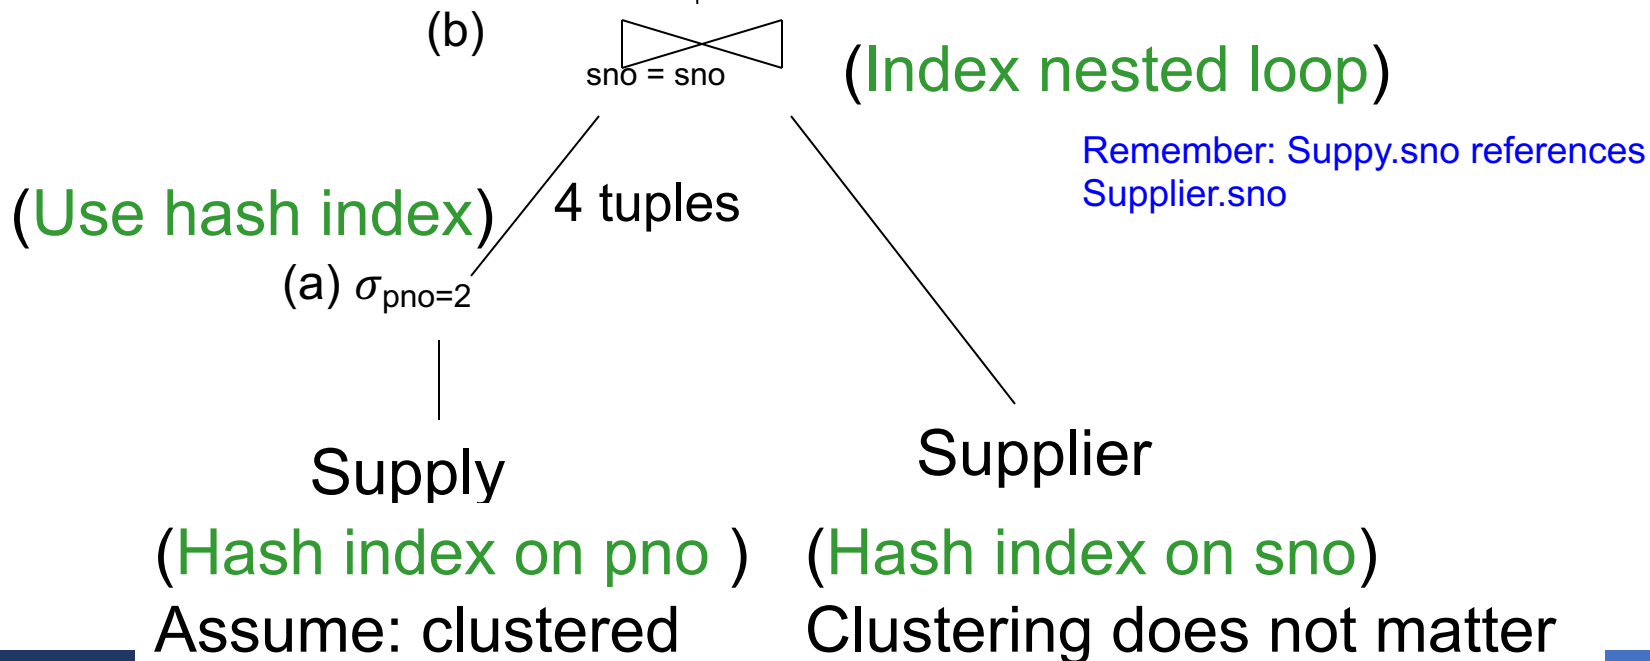 (b)
sno = sno
(Index nested loop)
Remember: Suppy.sno references
Supplier.sno
(Use hash index)
4 tuples
(a) σpno=2
Supply
Supplier
(Hash index on pno )
(Hash index on sno)
Assume: clustered
Clustering does not matter